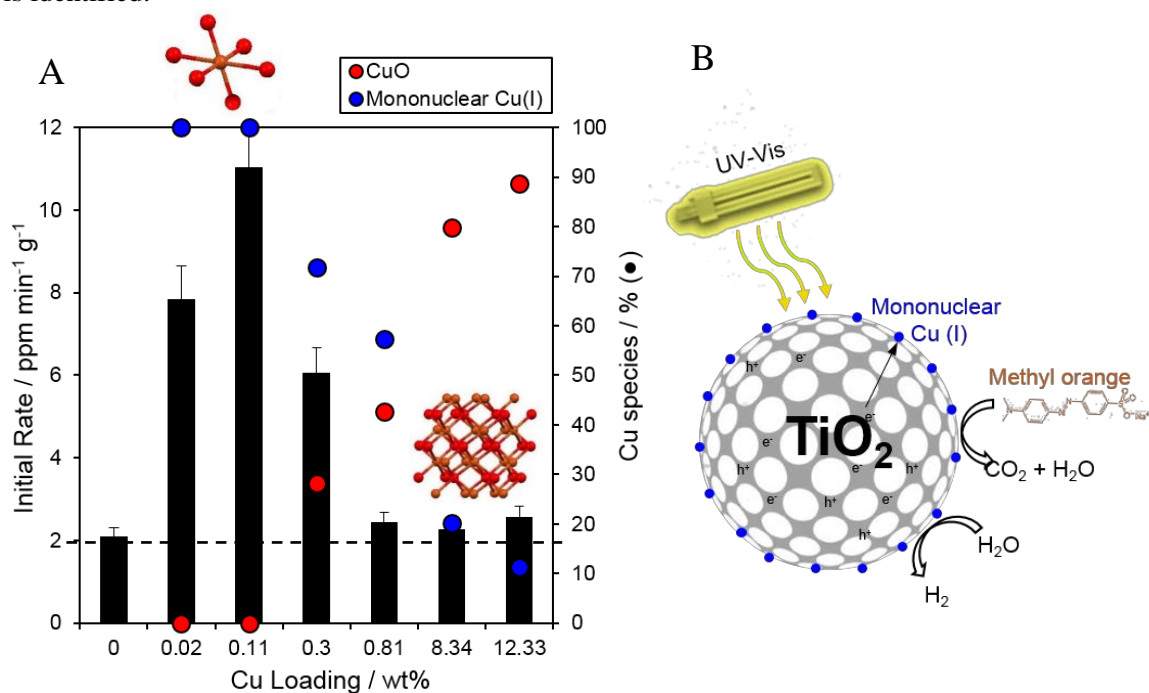 is identified.
A
CuO
Mononuclear Cu(I)
12
10
8
6
4
2
0
Initial Rate / ppm min⁻¹ g⁻¹
100
90
80
70
60
50
40
30
20
10
0
Cu species / % (●)
0 0.02 0.11 0.3 0.81 8.34 12.33
Cu Loading / wt%
B
UV-Vis
Mononuclear
Cu (I)
Methyl orange
TiO₂
e⁻
h⁺
e⁻
e⁻
e⁻
h⁺
h⁺
e⁻
h⁺
e⁻
h⁺
CO₂ + H₂O
H₂O
H₂